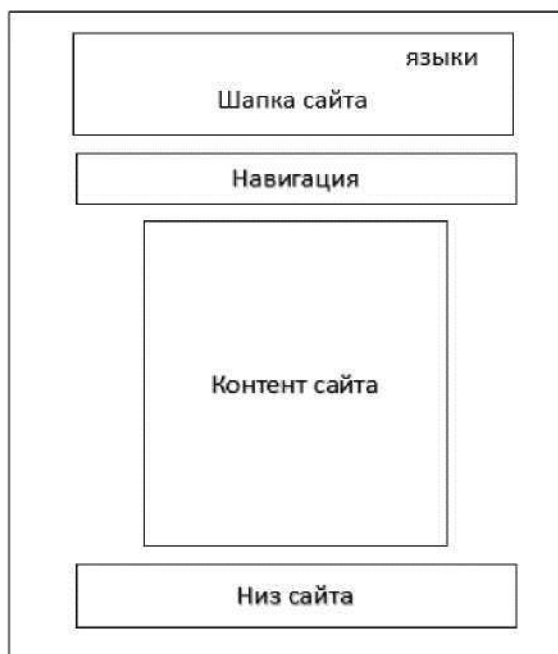 языки
Шапка сайта
Навигация
Контент сайта
Низ сайта